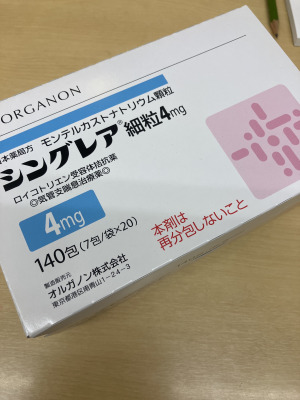 ORGANON
本薬局方 モンテルカストナトリウム顆粒
シングレア®細粒4mg
ロイコトリエン受容体拮抗薬
◎気管支喘息治療薬◎
4mg
140包(7包/袋×20)
本剤は
再分包しないこと
製造販売元
オルガノン株式会社
東京都港区南青山1-24-3